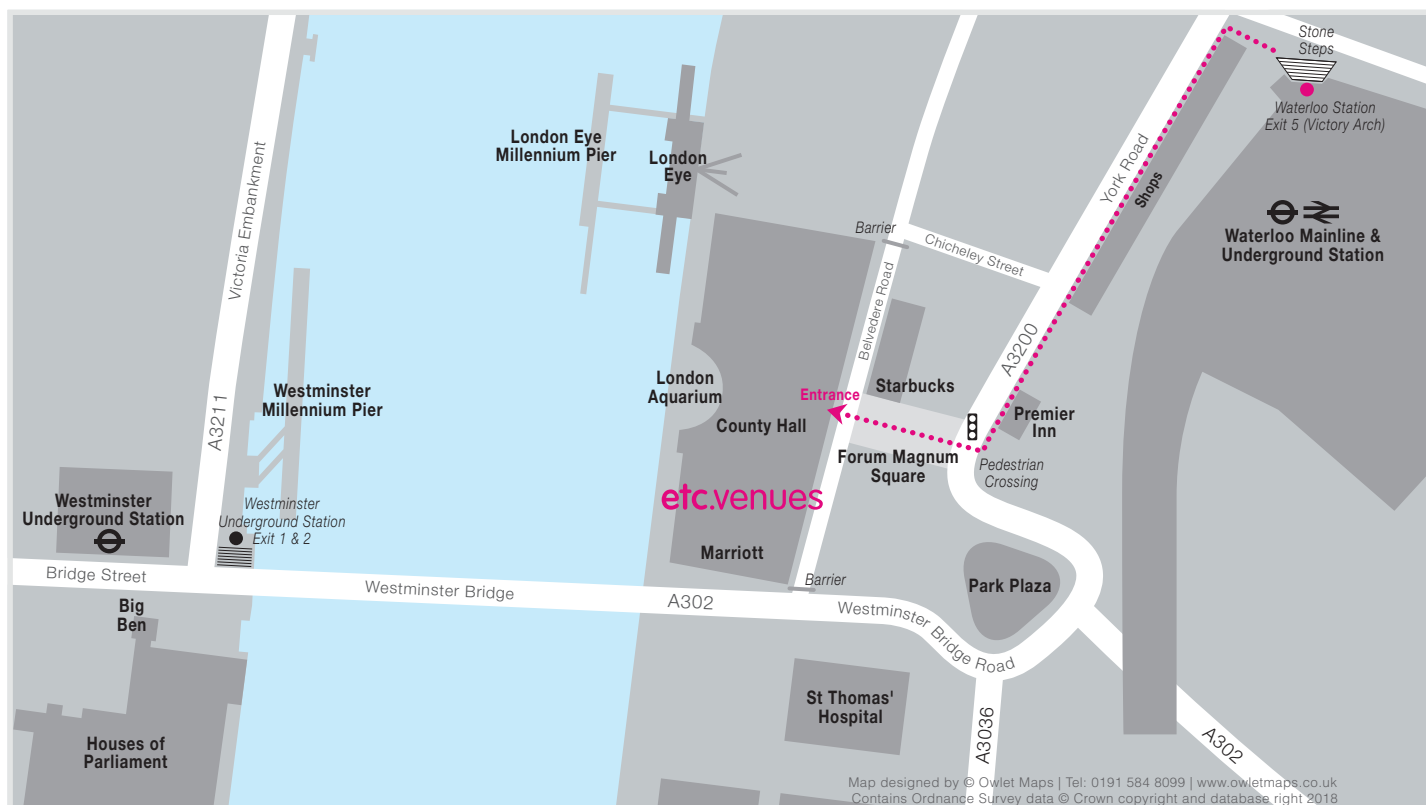 Stone
Steps
Waterloo Station
Exit 5 (Victory Arch)
York Road
Shops
London Eye
Millennium Pier
London
Eye
Victoria Embankment
Barrier
Chicheley Street
Waterloo Mainline &
Underground Station
Belvedere Road
A3200
Westminster
Millennium Pier
London
Aquarium
Entrance
Starbucks
County Hall
Premier
Inn
A3211
Forum Magnum
Square
Pedestrian
Crossing
Westminster
Underground Station
Westminster
Underground Station
Exit 1 & 2
etc.venues
Marriott
Bridge Street
Westminster Bridge
A302
Barrier
Westminster Bridge Road
Park Plaza
Big
Ben
St Thomas'
Hospital
A3036
A302
Houses of
Parliament
Map designed by © Owlet Maps | Tel: 0191 584 8099 | www.owletmaps.co.uk
Contains Ordnance Survey data © Crown copyright and database right 2018